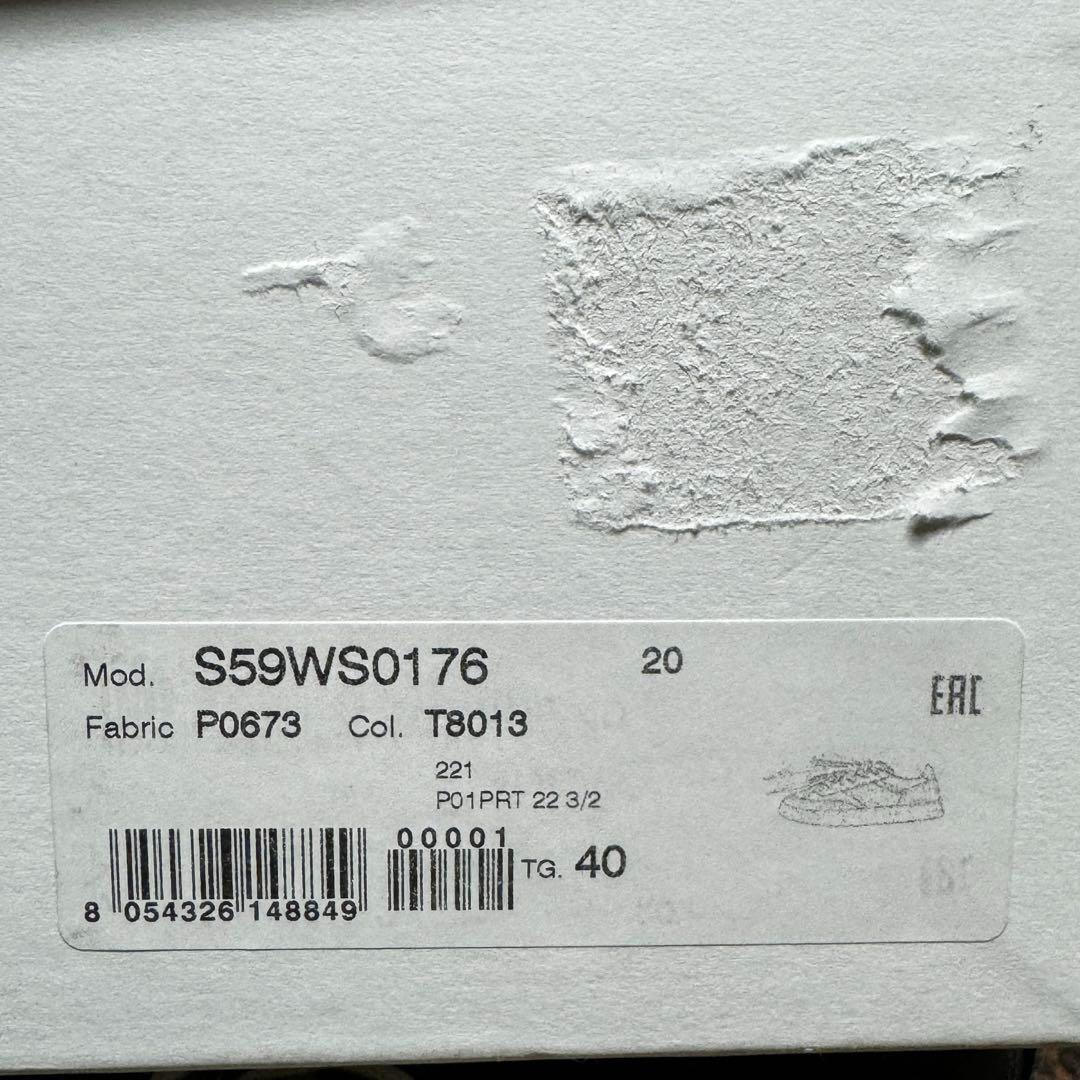 Mod. S59WS0176 20
EAC
Fabric P0673 Col. T8013
221
P01PRT 22 3/2
00001
TG. 40
8 054326 148849